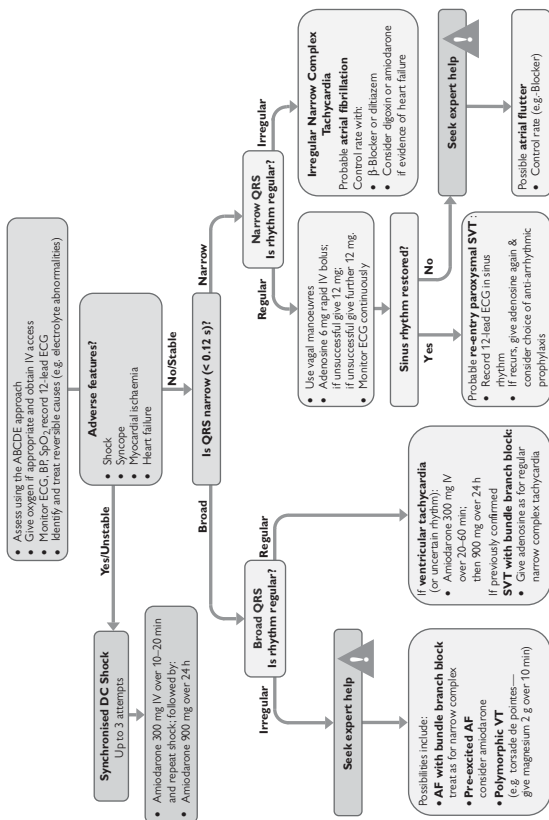 • Assess using the ABCDE approach
• Give oxygen if appropriate and obtain IV access
• Monitor ECG, BP, SpO2 record 12-lead ECG
• Identify and treat reversible causes (e.g. electrolyte abnormalities)
Adverse features?
• Shock
• Syncope
• Myocardial ischaemia
• Heart failure
Yes/Unstable
No/Stable
Synchronised DC Shock
Up to 3 attempts
• Amiodarone 300 mg IV over 10–20 min
and repeat shock; followed by:
• Amiodarone 900 mg over 24 h
Is QRS narrow (< 0.12 s)?
Broad
Narrow
Broad QRS
Is rhythm regular?
Irregular
Regular
Seek expert help
Possibilities include:
• AF with bundle branch block
treat as for narrow complex
• Pre-excited AF
consider amiodarone
• Polymorphic VT
(e.g. torsade de pointes—
give magnesium 2 g over 10 min)
If ventricular tachycardia
(or uncertain rhythm):
• Amiodarone 300 mg IV
over 20–60 min;
then 900 mg over 24 h
If previously confirmed
SVT with bundle branch block:
• Give adenosine as for regular
narrow complex tachycardia
Narrow QRS
Is rhythm regular?
Regular
Irregular
• Use vagal manoeuvres
• Adenosine 6 mg rapid IV bolus;
if unsuccessful give 12 mg;
if unsuccessful give further 12 mg.
• Monitor ECG continuously
Irregular Narrow Complex
Tachycardia
Probable atrial fibrillation
Control rate with:
• β-Blocker or diltiazem
• Consider digoxin or amiodarone
if evidence of heart failure
Sinus rhythm restored?
Yes
No
Seek expert help
Probable re-entry paroxysmal SVT :
• Record 12-lead ECG in sinus
rhythm
• If recurs, give adenosine again &
consider choice of anti-arrhythmic
prophylaxis
Possible atrial flutter
• Control rate (e.g.-Blocker)